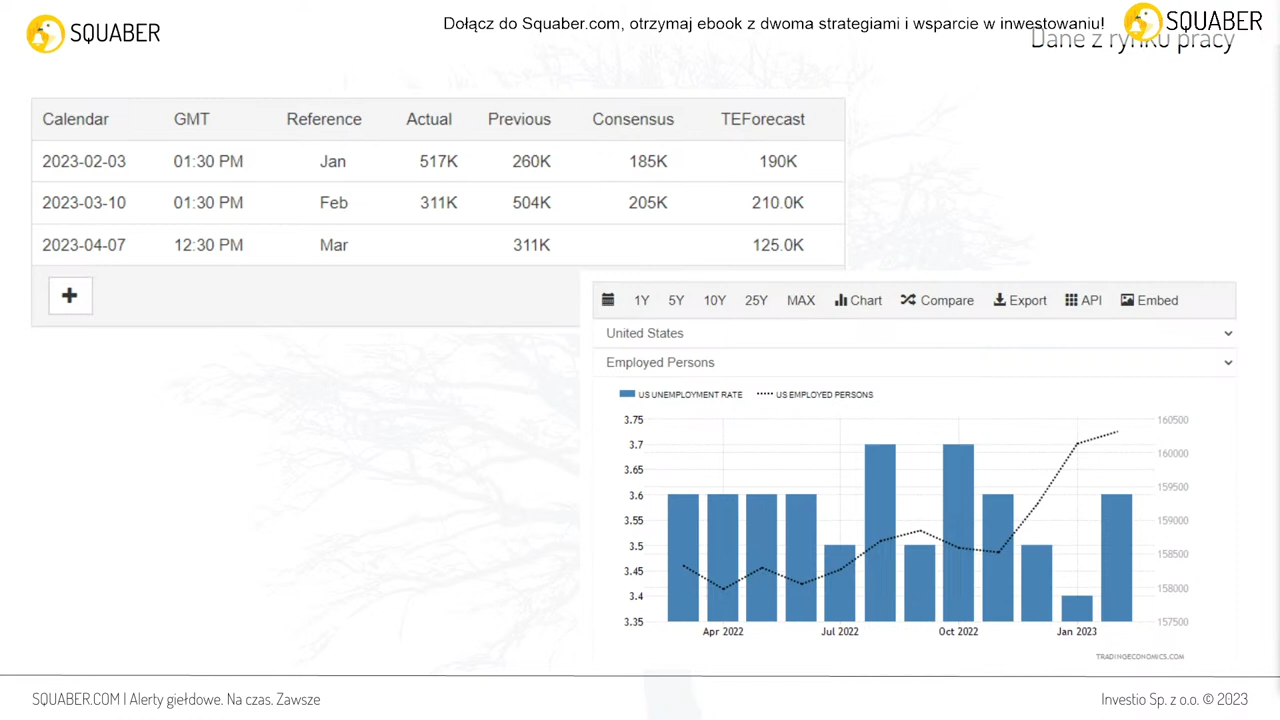 SQUABER
Dołącz do Squaber.com, otrzymaj ebook z dwoma strategiami i wsparcie w inwestowaniu!
SQUABER
Dane z rynku pracy
Calendar GMT Reference Actual Previous Consensus TEForecast
2023-02-03 01:30 PM Jan 517K 260K 185K 190K
2023-03-10 01:30 PM Feb 311K 504K 205K 210.0K
2023-04-07 12:30 PM Mar 311K 125.0K
1Y 5Y 10Y 25Y MAX Chart Compare Export API Embed
United States
Employed Persons
US UNEMPLOYMENT RATE US EMPLOYED PERSONS
3.75 160500
3.7 160000
3.65 159500
3.6 159000
3.55 158500
3.5 158000
3.45 157500
3.4
3.35
Apr 2022 Jul 2022 Oct 2022 Jan 2023
TRADINGECONOMICS.COM
SQUABER.COM | Alerty giełdowe. Na czas. Zawsze
Investio Sp. z o.o. © 2023